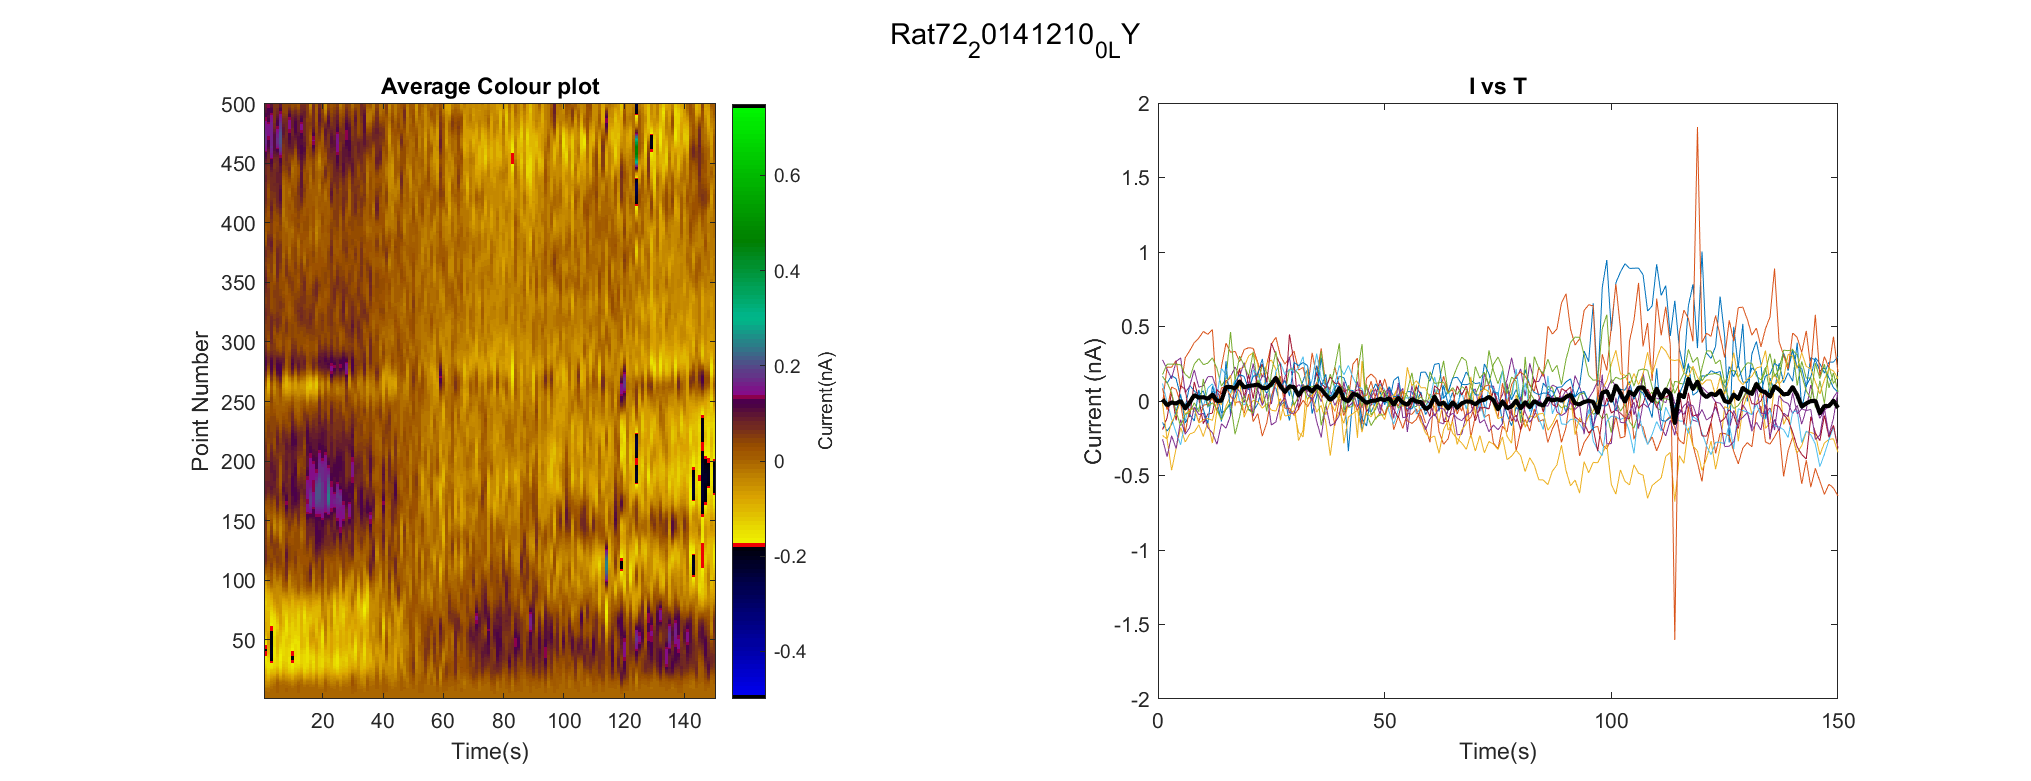 Rat72₂0141210₀LY
Average Colour plot
500
450
400
350
300
250
200
150
100
50
Point Number
20 40 60 80 100 120 140
Time(s)
0.6
0.4
0.2
0
-0.2
-0.4
Current(nA)
I vs T
2
1.5
1
0.5
0
-0.5
-1
-1.5
-2
Current (nA)
0 50 100 150
Time(s)